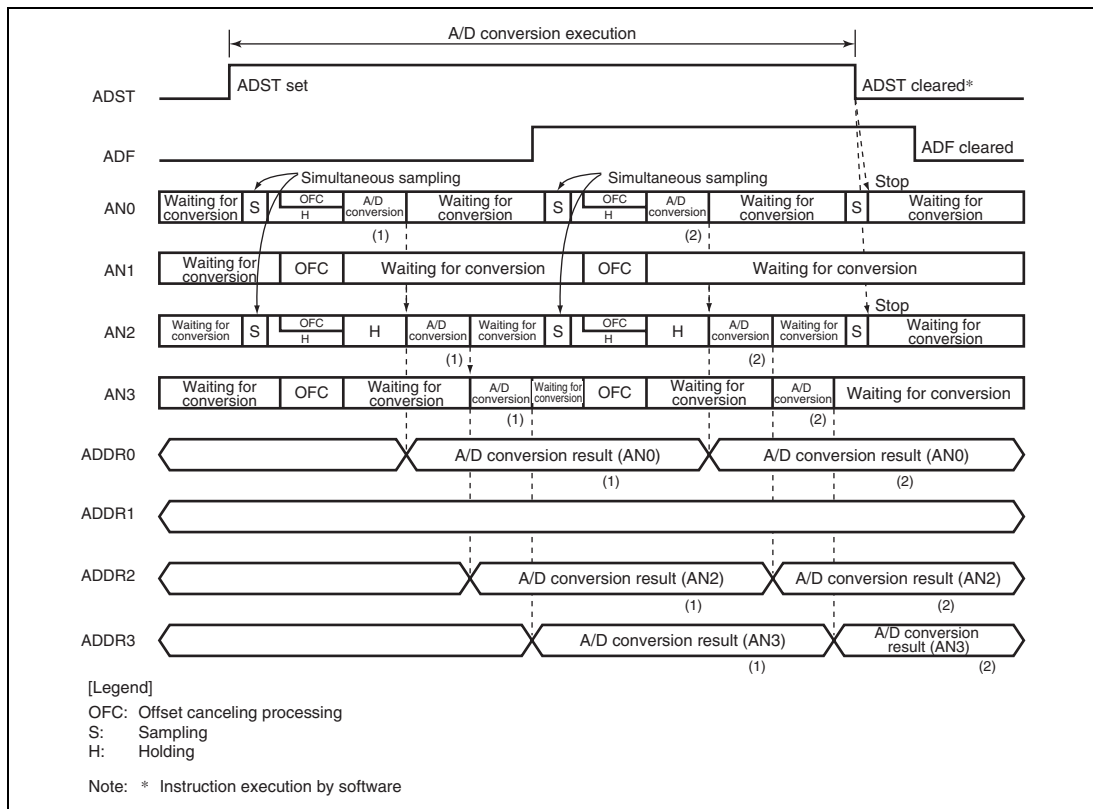 A/D conversion execution
ADST
ADST set
ADST cleared*
ADF
ADF cleared
Simultaneous sampling
Simultaneous sampling
Stop
AN0
Waiting for
conversion
S
OFC
H
A/D
conversion
Waiting for
conversion
S
OFC
H
A/D
conversion
Waiting for
conversion
S
Waiting for
conversion
(1)
(2)
AN1
Waiting for
conversion
OFC
Waiting for conversion
OFC
Waiting for conversion
Stop
AN2
Waiting for
conversion
S
OFC
H
H
A/D
conversion
Waiting for
conversion
S
OFC
H
H
A/D
conversion
Waiting for
conversion
S
Waiting for
conversion
(1)
(2)
AN3
Waiting for
conversion
OFC
Waiting for
conversion
A/D
conversion
Waiting for
conversion
OFC
Waiting for
conversion
A/D
conversion
Waiting for conversion
(1)
(2)
ADDR0
A/D conversion result (AN0)
A/D conversion result (AN0)
(1)
(2)
ADDR1
ADDR2
A/D conversion result (AN2)
A/D conversion result (AN2)
(1)
(2)
ADDR3
A/D conversion result (AN3)
A/D conversion
result (AN3)
(1)
(2)
[Legend]
OFC: Offset canceling processing
S: Sampling
H: Holding
Note: * Instruction execution by software